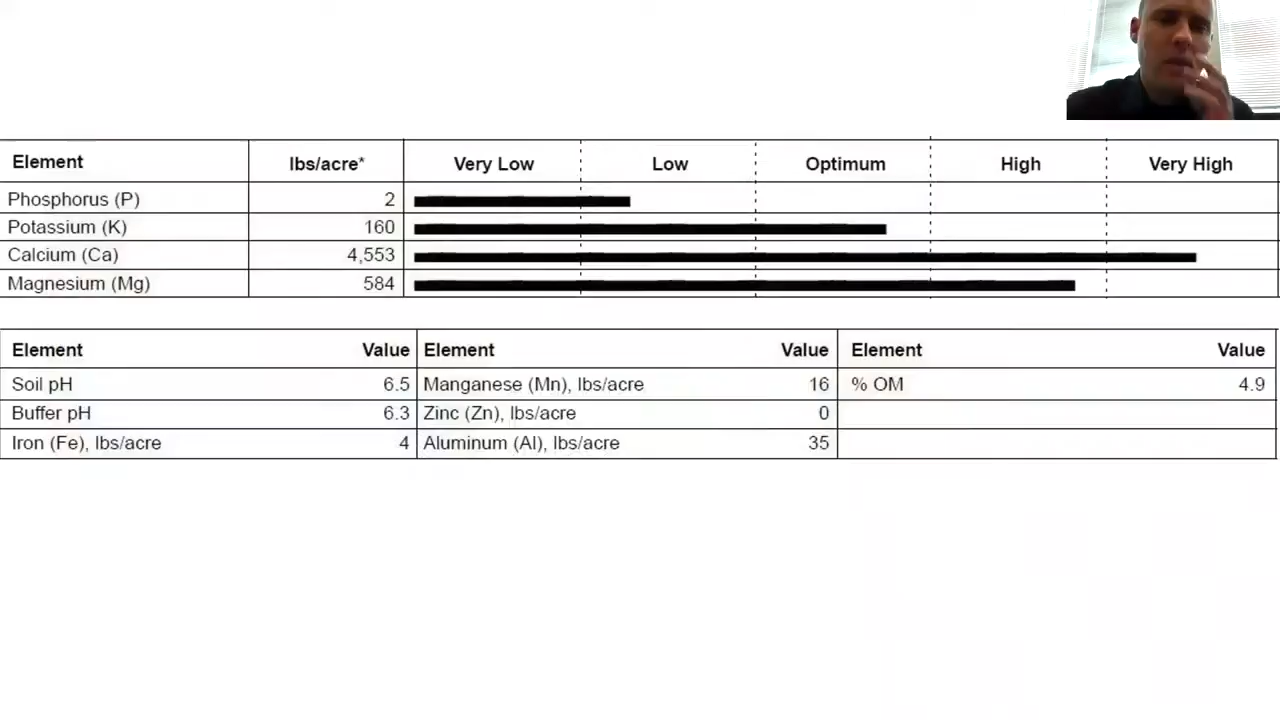 Element lbs/acre* Very Low Low Optimum High Very High
Phosphorus (P) 2
Potassium (K) 160
Calcium (Ca) 4,553
Magnesium (Mg) 584
Element Value Element Value Element Value
Soil pH 6.5 Manganese (Mn), lbs/acre 16 % OM 4.9
Buffer pH 6.3 Zinc (Zn), lbs/acre 0
Iron (Fe), lbs/acre 4 Aluminum (Al), lbs/acre 35